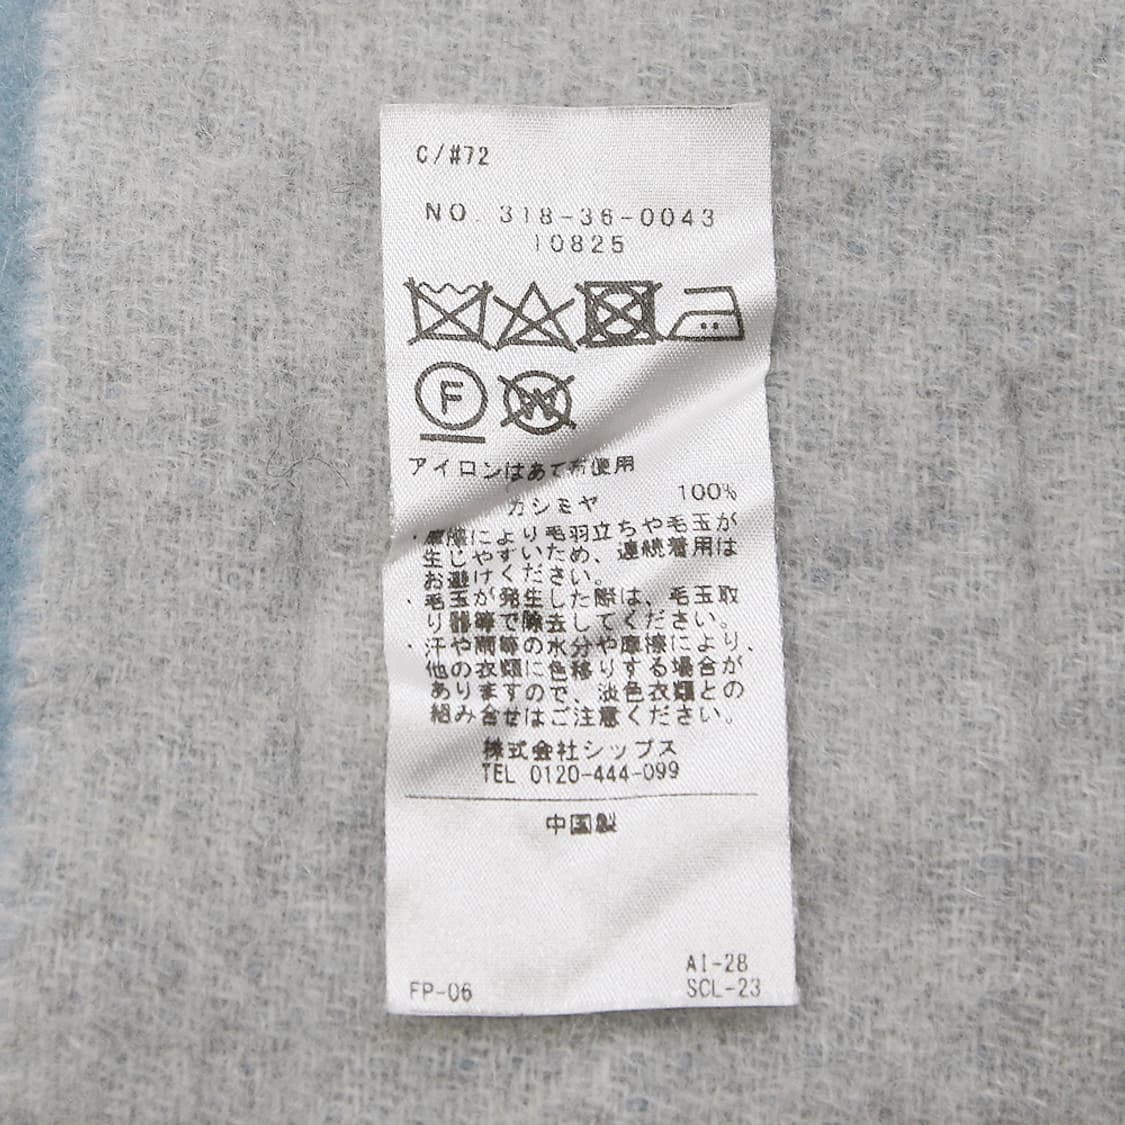 C/#72
NO. 318-36-0043
10825
F
W
アイロンはあて布使用
カシミヤ 100%
・摩擦により毛羽立ちや毛玉が
生じやすいため、連続着用は
お避けください。
・毛玉が発生した際は、毛玉取
り器等で除去してください。
・汗や雨等の水分や摩擦により、
他の衣類に色移りする場合が
ありますので、淡色衣類との
組み合せはご注意ください。
株式会社シップス
TEL 0120-444-099
中国製
AI-28
FP-06 SCL-23